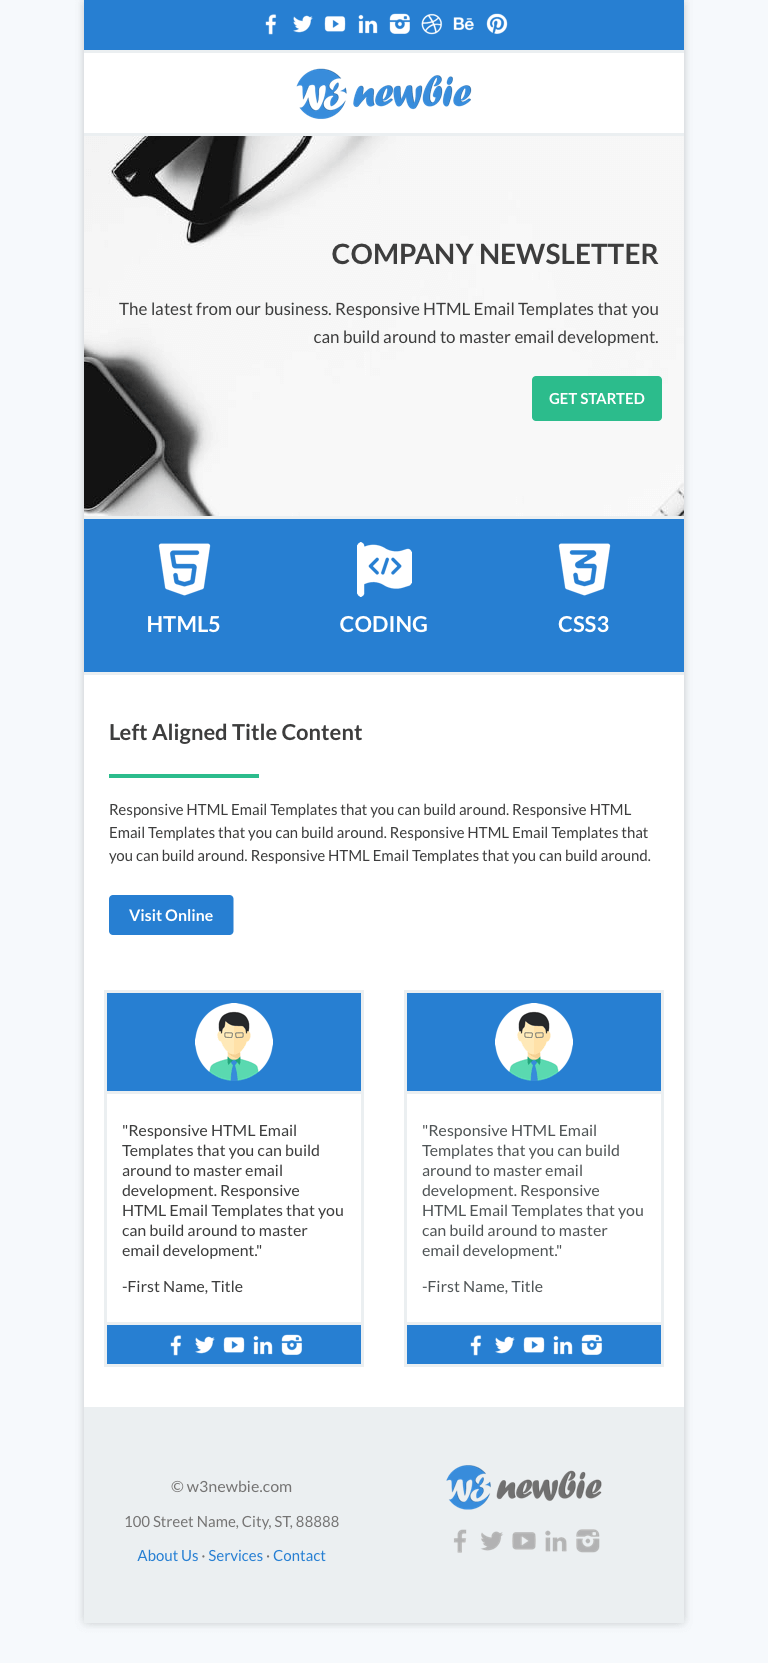 Bē
w3 newbie
COMPANY NEWSLETTER
The latest from our business. Responsive HTML Email Templates that you
can build around to master email development.
GET STARTED
HTML5
CODING
CSS3
Left Aligned Title Content
Responsive HTML Email Templates that you can build around. Responsive HTML
Email Templates that you can build around. Responsive HTML Email Templates that
you can build around. Responsive HTML Email Templates that you can build around.
Visit Online
"Responsive HTML Email
Templates that you can build
around to master email
development. Responsive
HTML Email Templates that you
can build around to master
email development."
-First Name, Title
"Responsive HTML Email
Templates that you can build
around to master email
development. Responsive
HTML Email Templates that you
can build around to master
email development."
-First Name, Title
© w3newbie.com
100 Street Name, City, ST, 88888
About Us · Services · Contact
w3 newbie